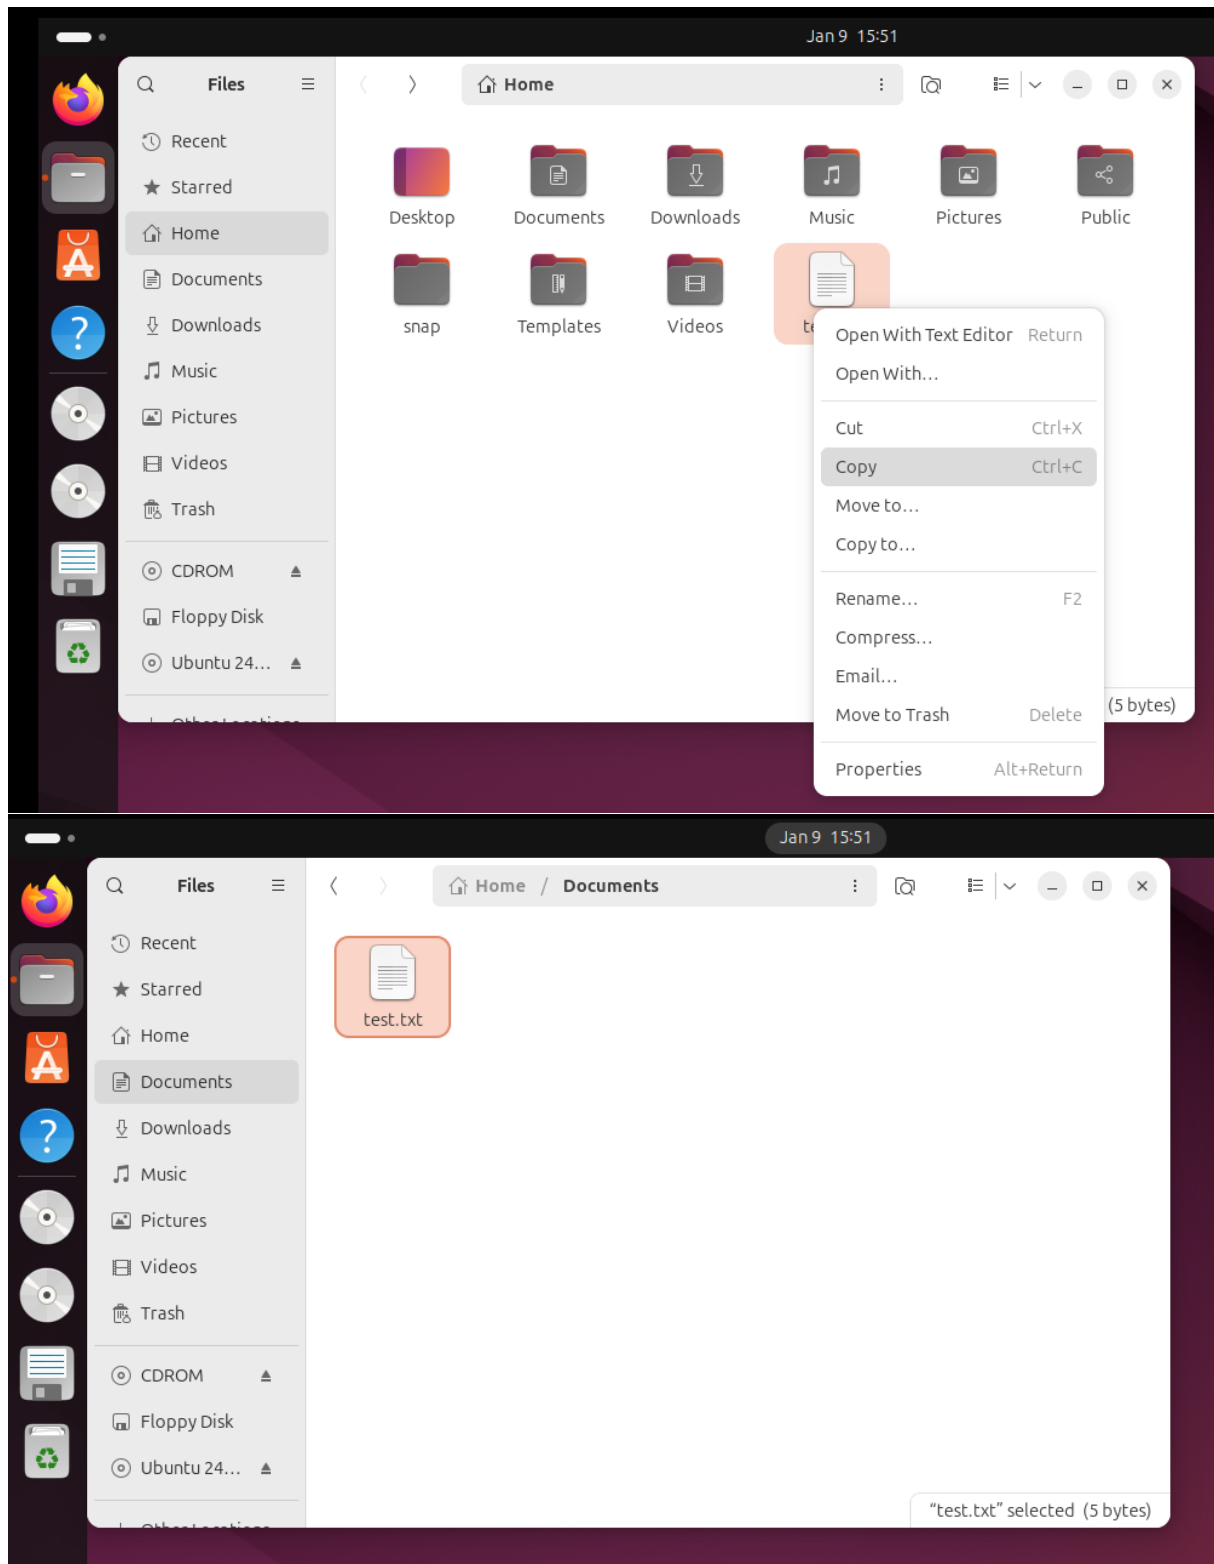 Jan 9 15:51
Files
Home
Recent
Starred
Home
Documents
Downloads
Music
Pictures
Videos
Trash
CDROM
Floppy Disk
Ubuntu 24...
Desktop
Documents
Downloads
Music
Pictures
Public
snap
Templates
Videos
Open With Text Editor Return
Open With...
Cut Ctrl+X
Copy Ctrl+C
Move to...
Copy to...
Rename... F2
Compress...
Email...
Move to Trash Delete
Properties Alt+Return
(5 bytes)
Jan 9 15:51
Files
Home / Documents
Recent
Starred
Home
Documents
Downloads
Music
Pictures
Videos
Trash
CDROM
Floppy Disk
Ubuntu 24...
test.txt
“test.txt” selected (5 bytes)